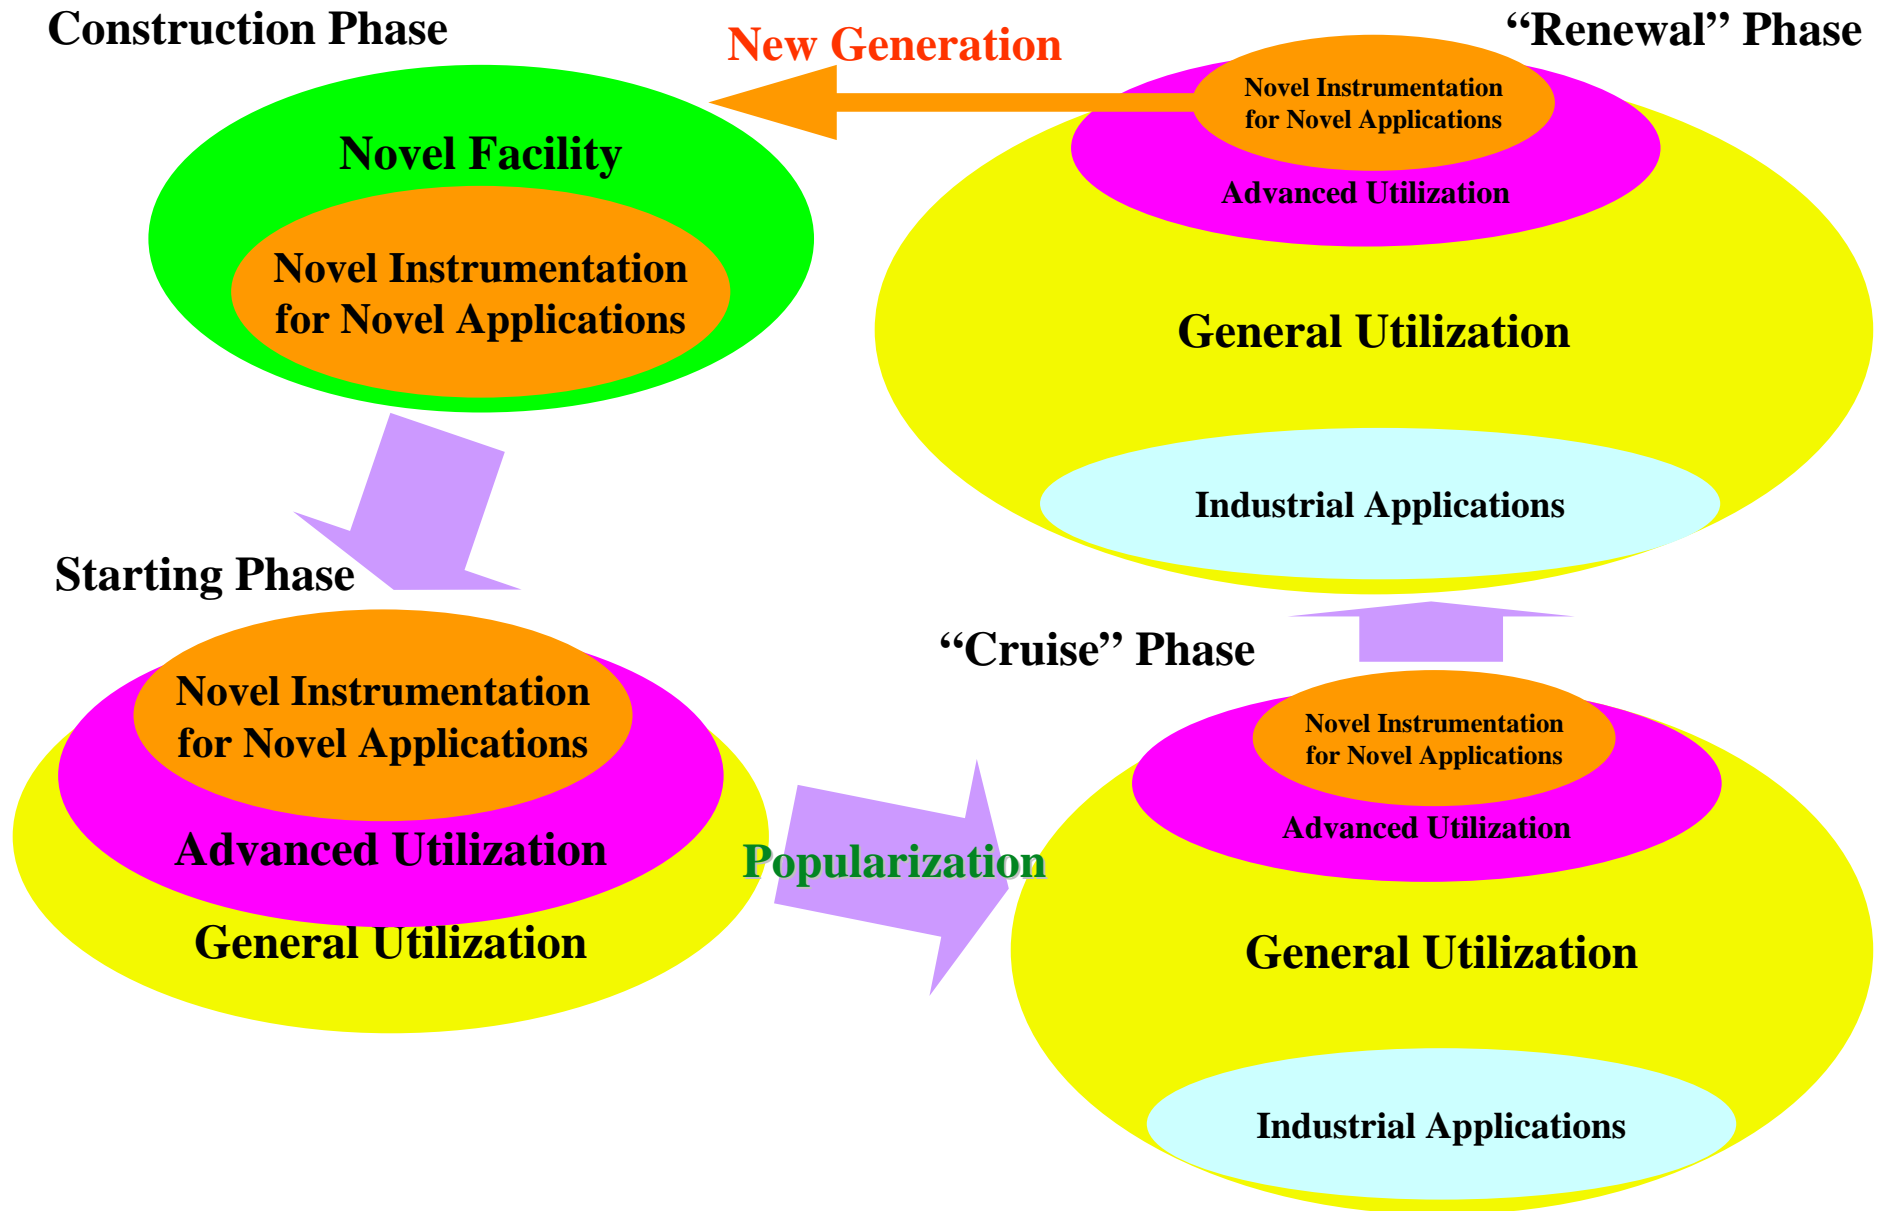 Construction Phase
New Generation
“Renewal” Phase
Novel Facility
Novel Instrumentation
for Novel Applications
Novel Instrumentation
for Novel Applications
Advanced Utilization
General Utilization
Industrial Applications
Starting Phase
Novel Instrumentation
for Novel Applications
Advanced Utilization
General Utilization
Popularization
“Cruise” Phase
Novel Instrumentation
for Novel Applications
Advanced Utilization
General Utilization
Industrial Applications